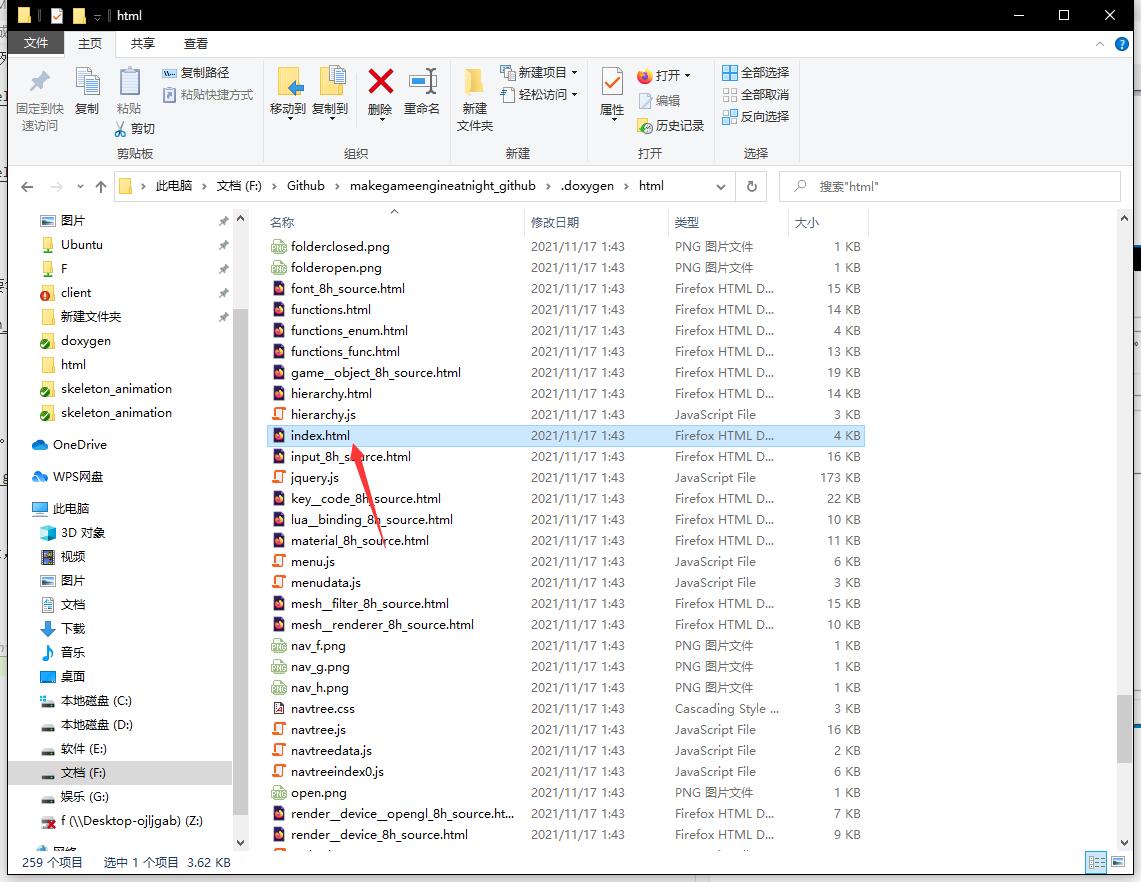 html
文件 主页 共享 查看
固定到快速访问
复制
粘贴
复制路径
粘贴快捷方式
剪切
剪贴板
移动到 复制到 删除 重命名
组织
新建文件夹
新建项目
轻松访问
新建
属性
打开
编辑
历史记录
打开
全部选择
全部取消
反向选择
选择
此电脑 文档 (F:) Github makegameengineatnight_github .doxygen html
搜索"html"
图片
Ubuntu
F
client
新建文件夹
doxygen
html
skeleton_animation
skeleton_animation
OneDrive
WPS网盘
此电脑
3D 对象
视频
图片
文档
下载
音乐
桌面
本地磁盘 (C:)
本地磁盘 (D:)
软件 (E:)
文档 (F:)
娱乐 (G:)
f (\\Desktop-ojljgab) (Z:)
名称 修改日期 类型 大小
folderclosed.png 2021/11/17 1:43 PNG 图片文件 1 KB
folderopen.png 2021/11/17 1:43 PNG 图片文件 1 KB
font_8h_source.html 2021/11/17 1:43 Firefox HTML D... 15 KB
functions.html 2021/11/17 1:43 Firefox HTML D... 14 KB
functions_enum.html 2021/11/17 1:43 Firefox HTML D... 4 KB
functions_func.html 2021/11/17 1:43 Firefox HTML D... 13 KB
game__object_8h_source.html 2021/11/17 1:43 Firefox HTML D... 19 KB
hierarchy.html 2021/11/17 1:43 Firefox HTML D... 14 KB
hierarchy.js 2021/11/17 1:43 JavaScript File 3 KB
index.html 2021/11/17 1:43 Firefox HTML D... 4 KB
input_8h_source.html 2021/11/17 1:43 Firefox HTML D... 16 KB
jquery.js 2021/11/17 1:43 JavaScript File 173 KB
key__code_8h_source.html 2021/11/17 1:43 Firefox HTML D... 22 KB
lua__binding_8h_source.html 2021/11/17 1:43 Firefox HTML D... 10 KB
material_8h_source.html 2021/11/17 1:43 Firefox HTML D... 11 KB
menu.js 2021/11/17 1:43 JavaScript File 6 KB
menudata.js 2021/11/17 1:43 JavaScript File 3 KB
mesh__filter_8h_source.html 2021/11/17 1:43 Firefox HTML D... 15 KB
mesh__renderer_8h_source.html 2021/11/17 1:43 Firefox HTML D... 10 KB
nav_f.png 2021/11/17 1:43 PNG 图片文件 1 KB
nav_g.png 2021/11/17 1:43 PNG 图片文件 1 KB
nav_h.png 2021/11/17 1:43 PNG 图片文件 1 KB
navtree.css 2021/11/17 1:43 Cascading Style ... 3 KB
navtree.js 2021/11/17 1:43 JavaScript File 16 KB
navtreedata.js 2021/11/17 1:43 JavaScript File 2 KB
navtreeindex0.js 2021/11/17 1:43 JavaScript File 6 KB
open.png 2021/11/17 1:43 PNG 图片文件 1 KB
render__device__opengl_8h_source.ht... 2021/11/17 1:43 Firefox HTML D... 7 KB
render__device_8h_source.html 2021/11/17 1:43 Firefox HTML D... 9 KB
259 个项目 选中 1 个项目 3.62 KB